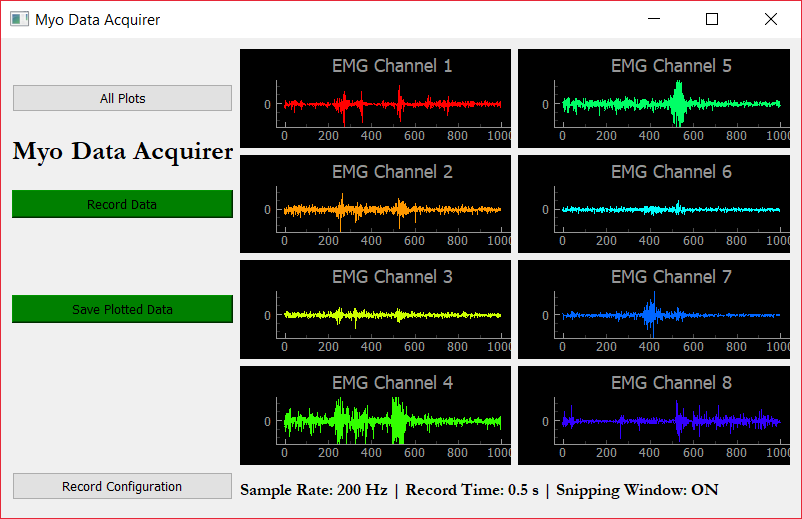 Myo Data Acquirer
All Plots
Myo Data Acquirer
Record Data
Save Plotted Data
Record Configuration
EMG Channel 1
0
0 200 400 600 800 1000
EMG Channel 2
0
0 200 400 600 800 1000
EMG Channel 3
0
0 200 400 600 800 1000
EMG Channel 4
0
0 200 400 600 800 1000
EMG Channel 5
0
0 200 400 600 800 1000
EMG Channel 6
0
0 200 400 600 800 1000
EMG Channel 7
0
0 200 400 600 800 1000
EMG Channel 8
0
0 200 400 600 800 1000
Sample Rate: 200 Hz | Record Time: 0.5 s | Snipping Window: ON